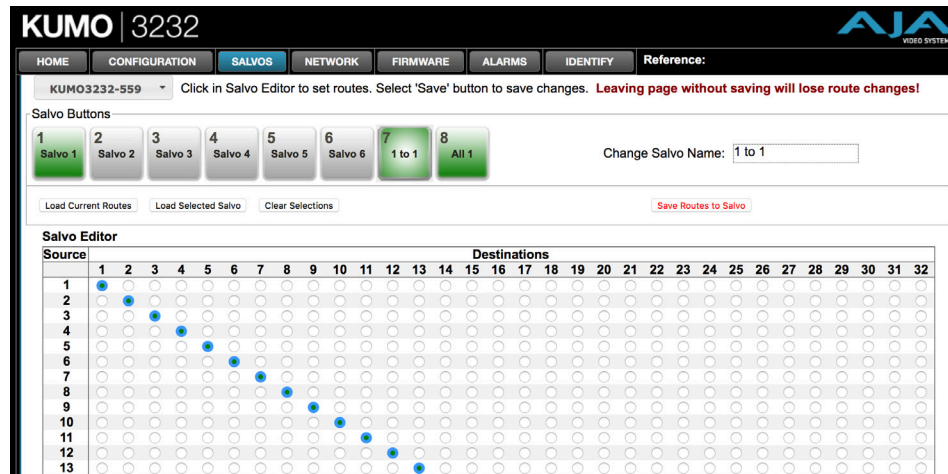 KUMO 3232
AJA
VIDEO SYSTEM
HOME CONFIGURATION SALVOS NETWORK FIRMWARE ALARMS IDENTIFY Reference:
KUMO3232-559 Click in Salvo Editor to set routes. Select 'Save' button to save changes. Leaving page without saving will lose route changes!
Salvo Buttons
1 2 3 4 5 6 7 8
Salvo 1 Salvo 2 Salvo 3 Salvo 4 Salvo 5 Salvo 6 1 to 1 All 1 Change Salvo Name: 1 to 1
Load Current Routes Load Selected Salvo Clear Selections Save Routes to Salvo
Salvo Editor
Source Destinations
1 2 3 4 5 6 7 8 9 10 11 12 13 14 15 16 17 18 19 20 21 22 23 24 25 26 27 28 29 30 31 32
1
2
3
4
5
6
7
8
9
10
11
12
13